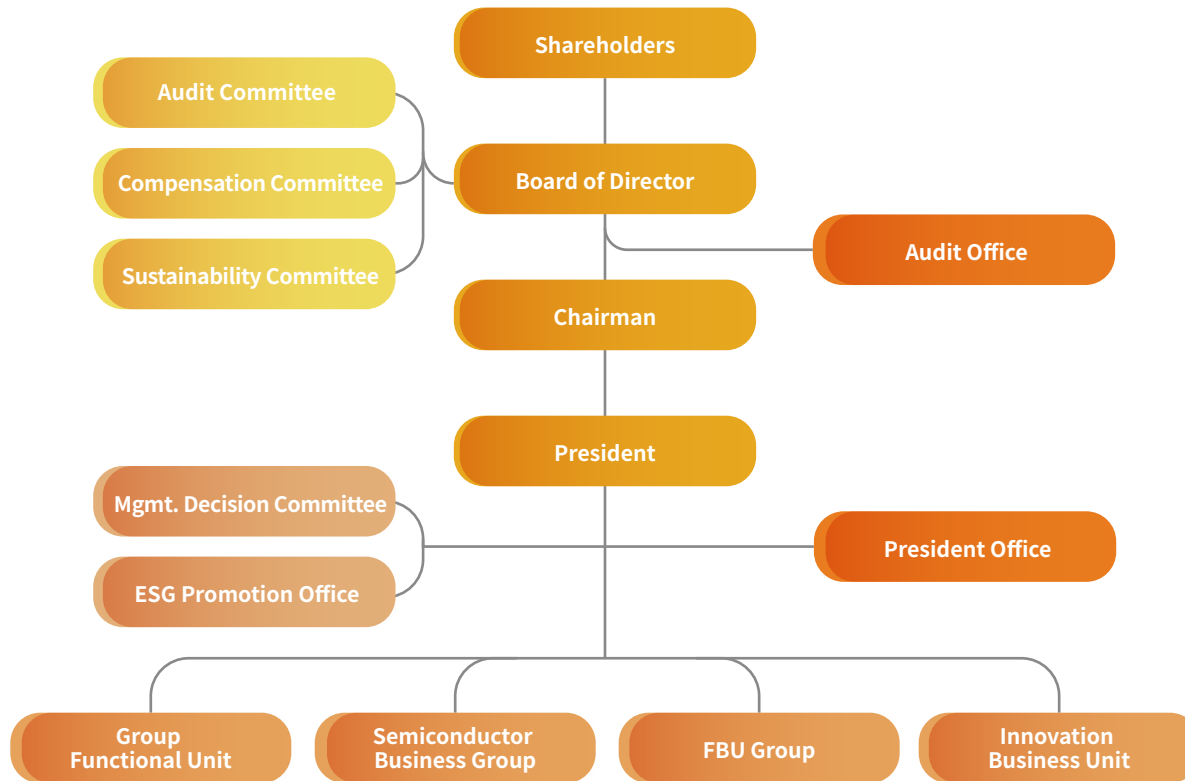 Shareholders
Audit Committee
Compensation Committee
Board of Director
Sustainability Committee
Audit Office
Chairman
President
Mgmt. Decision Committee
President Office
ESG Promotion Office
Group
Functional Unit
Semiconductor
Business Group
FBU Group
Innovation
Business Unit